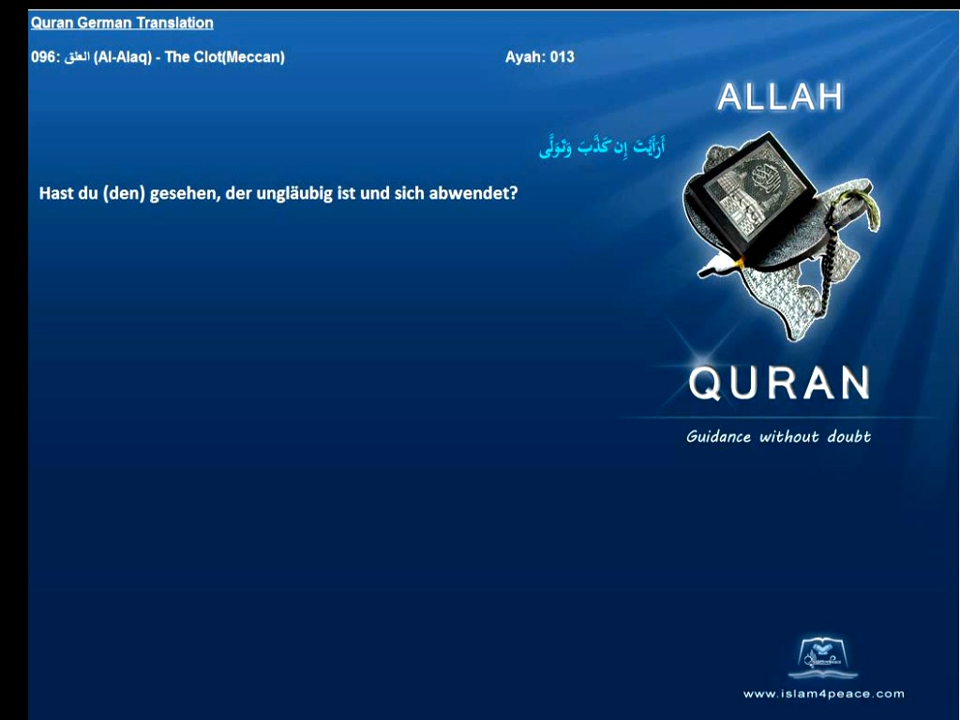 Quran German Translation
096: العلق (Al-Alaq) - The Clot(Meccan) Ayah: 013
ALLAH
أَرَأَيْتَ إِن كَذَّبَ وَتَوَلَّى
Hast du (den) gesehen, der ungläubig ist und sich abwendet?
QURAN
Guidance without doubt
www.islam4peace.com